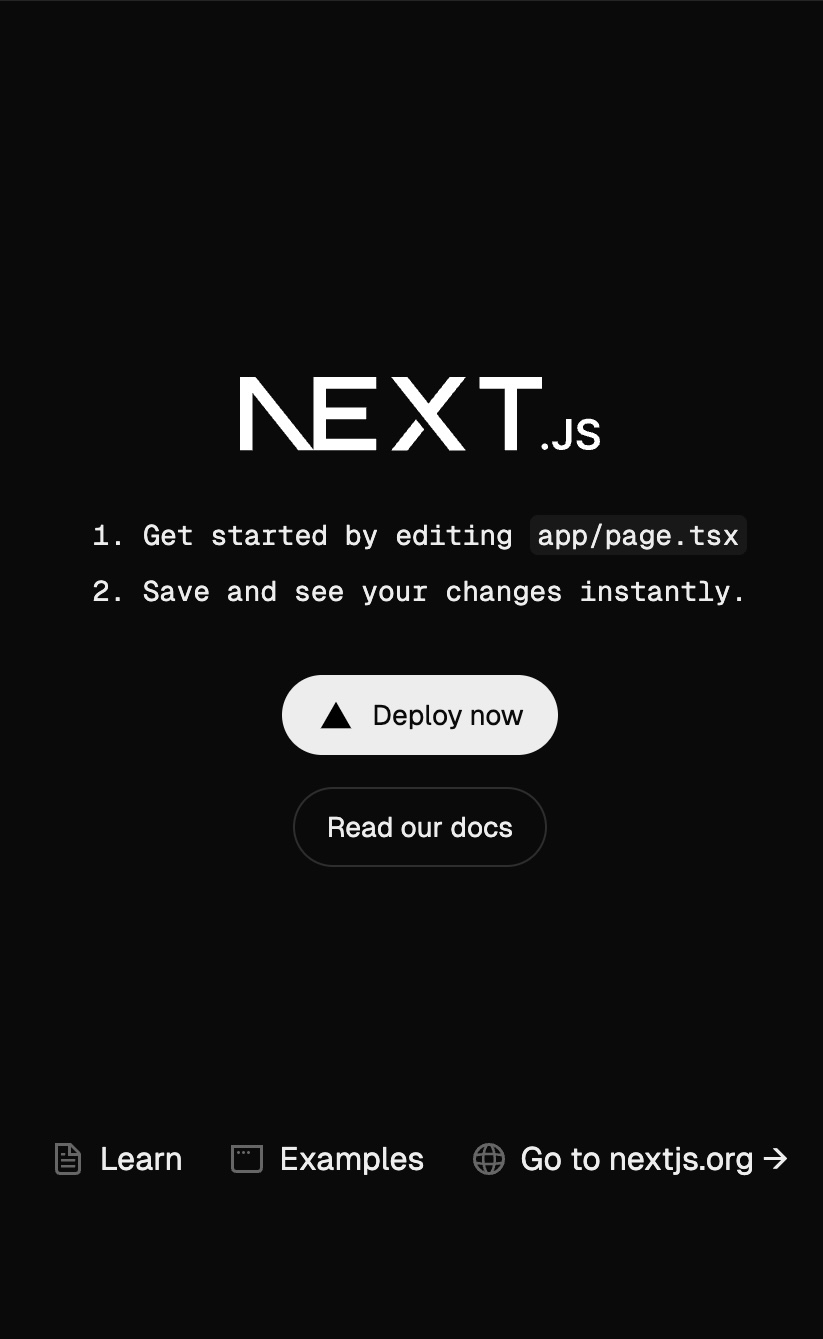 NEXT.JS
1. Get started by editing app/page.tsx
2. Save and see your changes instantly.
Deploy now
Read our docs
Learn Examples Go to nextjs.org →